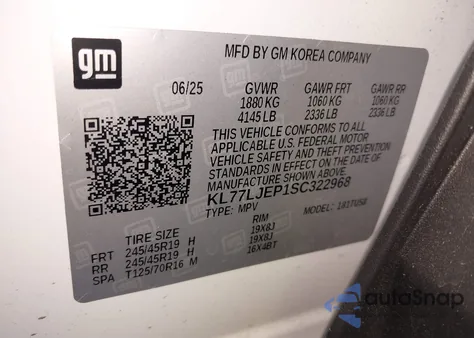 gm
MFD BY GM KOREA COMPANY
06/25 GVWR GAWR FRT GAWR RR
1880 KG 1060 KG 1060 KG
4145 LB 2336 LB 2336 LB
THIS VEHICLE CONFORMS TO ALL
APPLICABLE U.S. FEDERAL MOTOR
VEHICLE SAFETY AND THEFT PREVENTION
STANDARDS IN EFFECT ON THE DATE OF
MANUFACTURE SHOWN ABOVE.
KL77LJEP1SC322968
TYPE: MPV MODEL:
TIRE SIZE RIM
FRT 245/45R19 H 19X8J
RR 245/45R19 H 19X8J
SPA T125/70R16 M 16X4BT
autoSnap